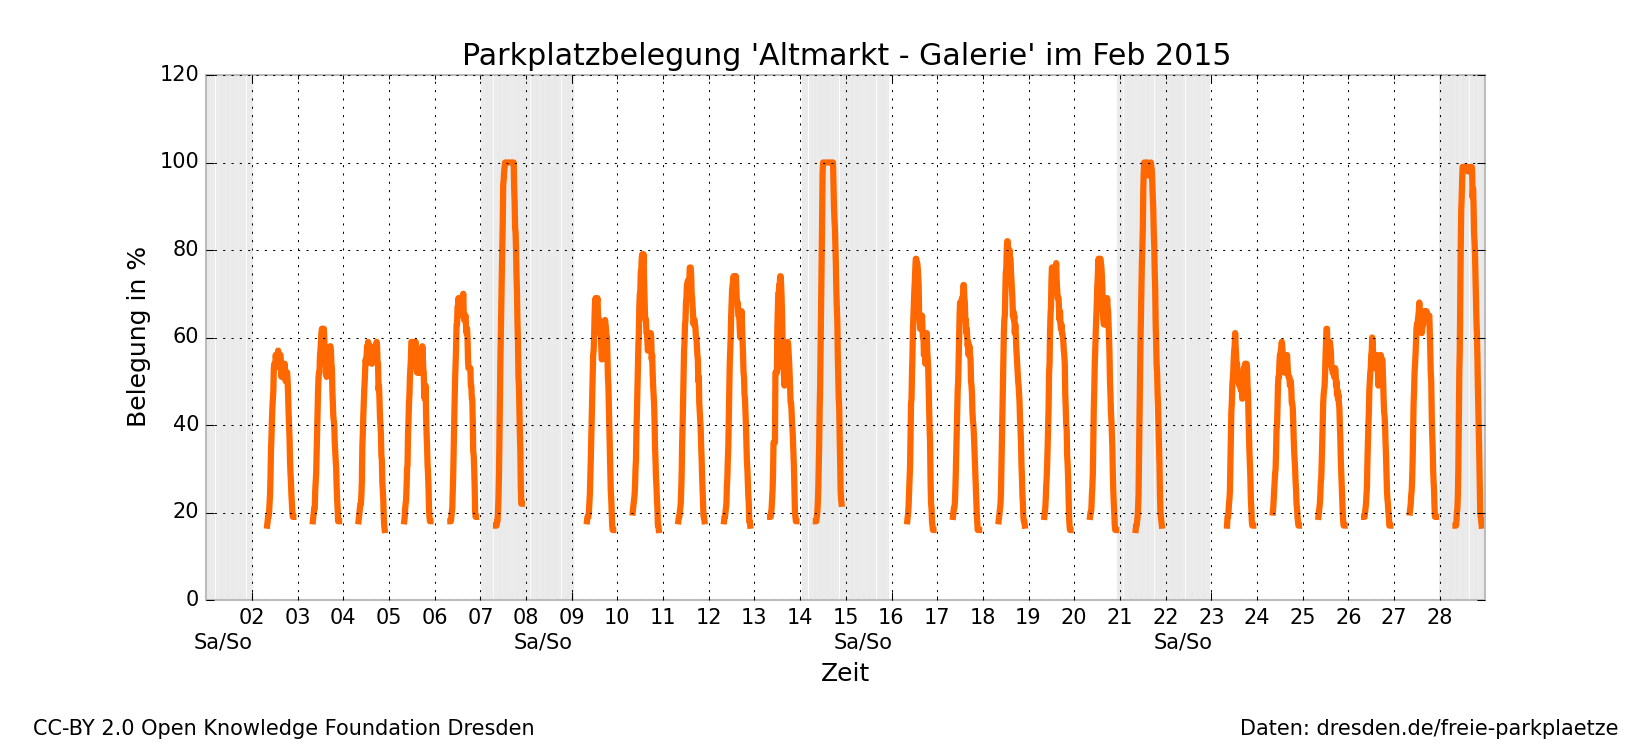 Parkplatzbelegung 'Altmarkt - Galerie' im Feb 2015
120
100
80
60
40
20
0
Belegung in %
02 03 04 05 06 07 08 09 10 11 12 13 14 15 16 17 18 19 20 21 22 23 24 25 26 27 28
Sa/So Sa/So Sa/So Sa/So
Zeit
CC-BY 2.0 Open Knowledge Foundation Dresden
Daten: dresden.de/freie-parkplaetze